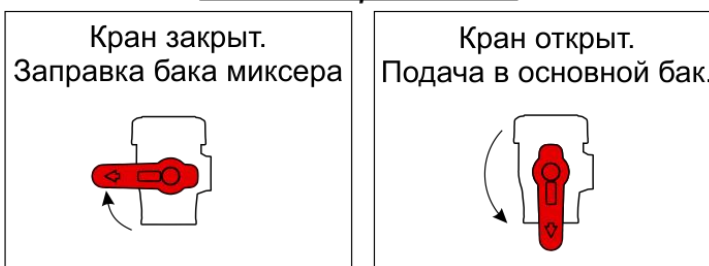 Кран закрыт.
Заправка бака миксера
Кран открыт.
Подача в основной бак.